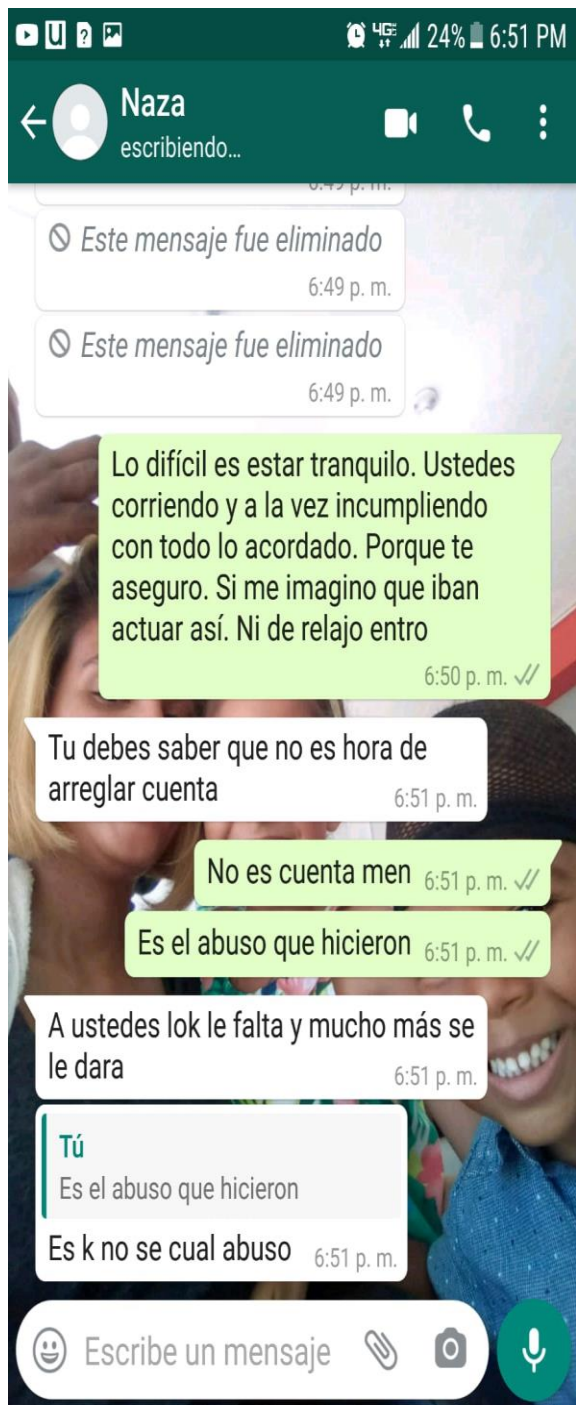 4GE 24% 6:51 PM
Naza
escribiendo...
Este mensaje fue eliminado
6:49 p. m.
Este mensaje fue eliminado
6:49 p. m.
Lo difícil es estar tranquilo. Ustedes
corriendo y a la vez incumpliendo
con todo lo acordado. Porque te
aseguro. Si me imagino que iban
actuar así. Ni de relajo entro
6:50 p. m.
Tu debes saber que no es hora de
arreglar cuenta 6:51 p. m.
No es cuenta men 6:51 p. m.
Es el abuso que hicieron 6:51 p. m.
A ustedes lok le falta y mucho más se
le dara 6:51 p. m.
Tú
Es el abuso que hicieron
Es k no se cual abuso 6:51 p. m.
Escribe un mensaje